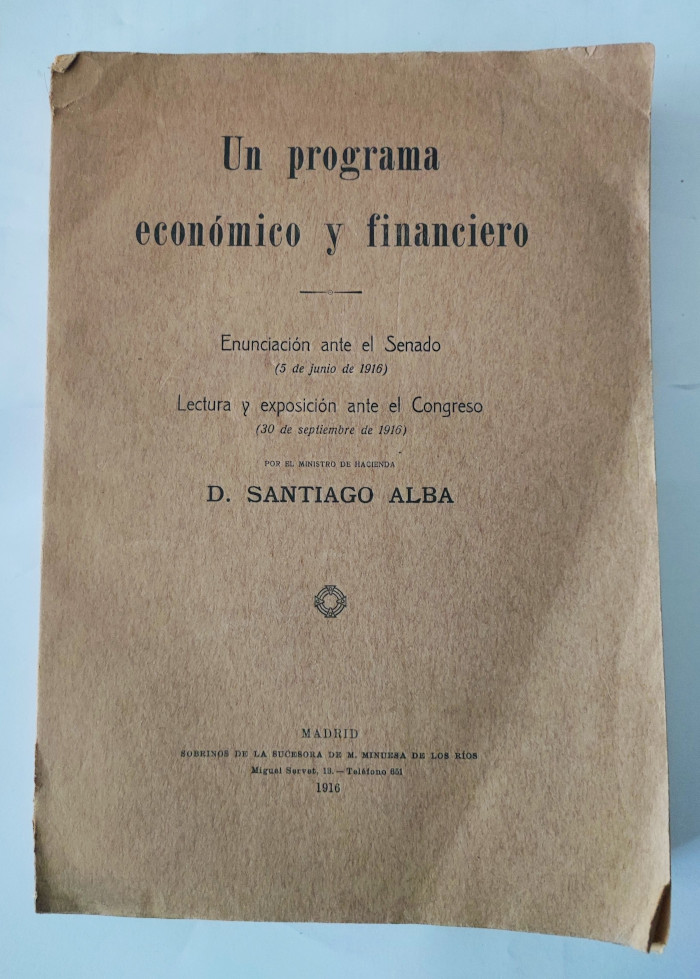 Un programa
económico y financiero
Enunciación ante el Senado
(5 de junio de 1916)
Lectura y exposición ante el Congreso
(30 de septiembre de 1916)
POR EL MINISTRO DE HACIENDA
D. SANTIAGO ALBA
MADRID
SOBRINOS DE LA SUCESORA DE M. MINUESA DE LOS RÍOS
Miguel Servet, 13.—Teléfono 651
1916